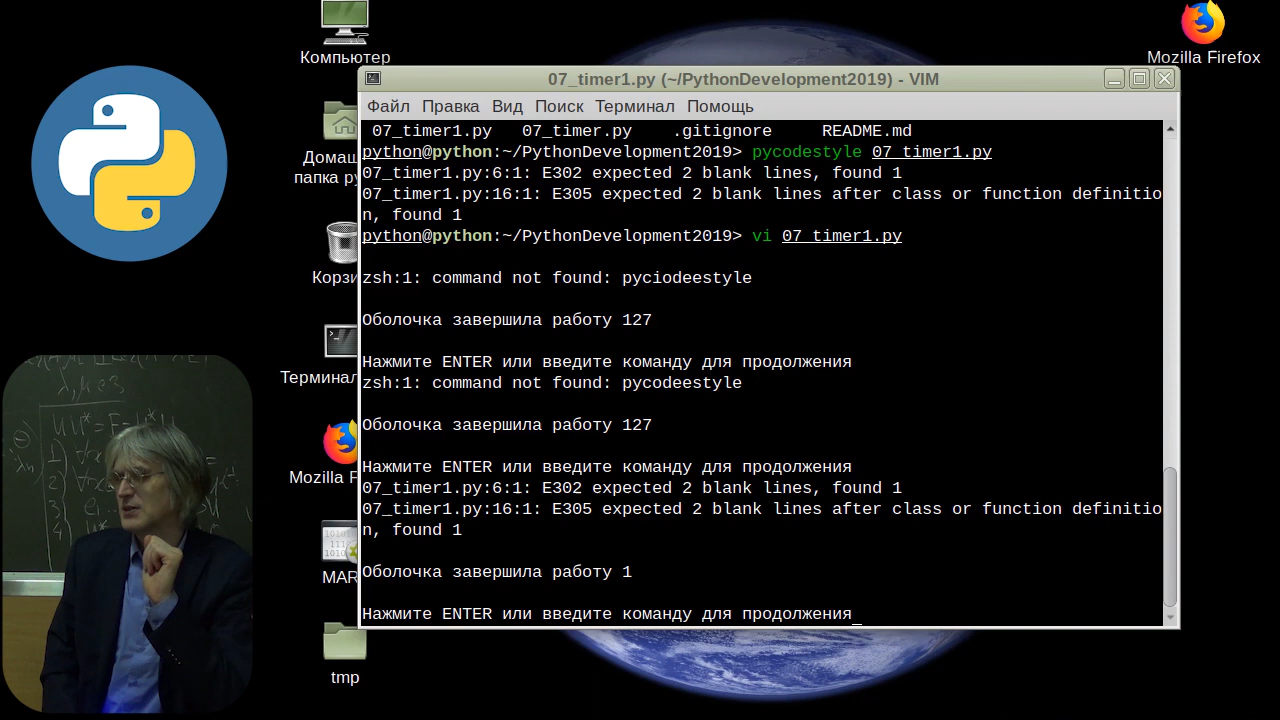 Компьютер
Mozilla Firefox
07_timer1.py (~/PythonDevelopment2019) - VIM
Файл Правка Вид Поиск Терминал Помощь
07_timer1.py 07_timer.py .gitignore README.md
python@python:~/PythonDevelopment2019> pycodestyle 07_timer1.py
07_timer1.py:6:1: E302 expected 2 blank lines, found 1
07_timer1.py:16:1: E305 expected 2 blank lines after class or function definitio
n, found 1
python@python:~/PythonDevelopment2019> vi 07_timer1.py
zsh:1: command not found: pyciodeestyle
Оболочка завершила работу 127
Нажмите ENTER или введите команду для продолжения
zsh:1: command not found: pycodeestyle
Оболочка завершила работу 127
Нажмите ENTER или введите команду для продолжения
07_timer1.py:6:1: E302 expected 2 blank lines, found 1
07_timer1.py:16:1: E305 expected 2 blank lines after class or function definitio
n, found 1
Оболочка завершила работу 1
Нажмите ENTER или введите команду для продолжения
Домаш
папка py
Корзи
Терминал
Mozilla F
MAR
tmp